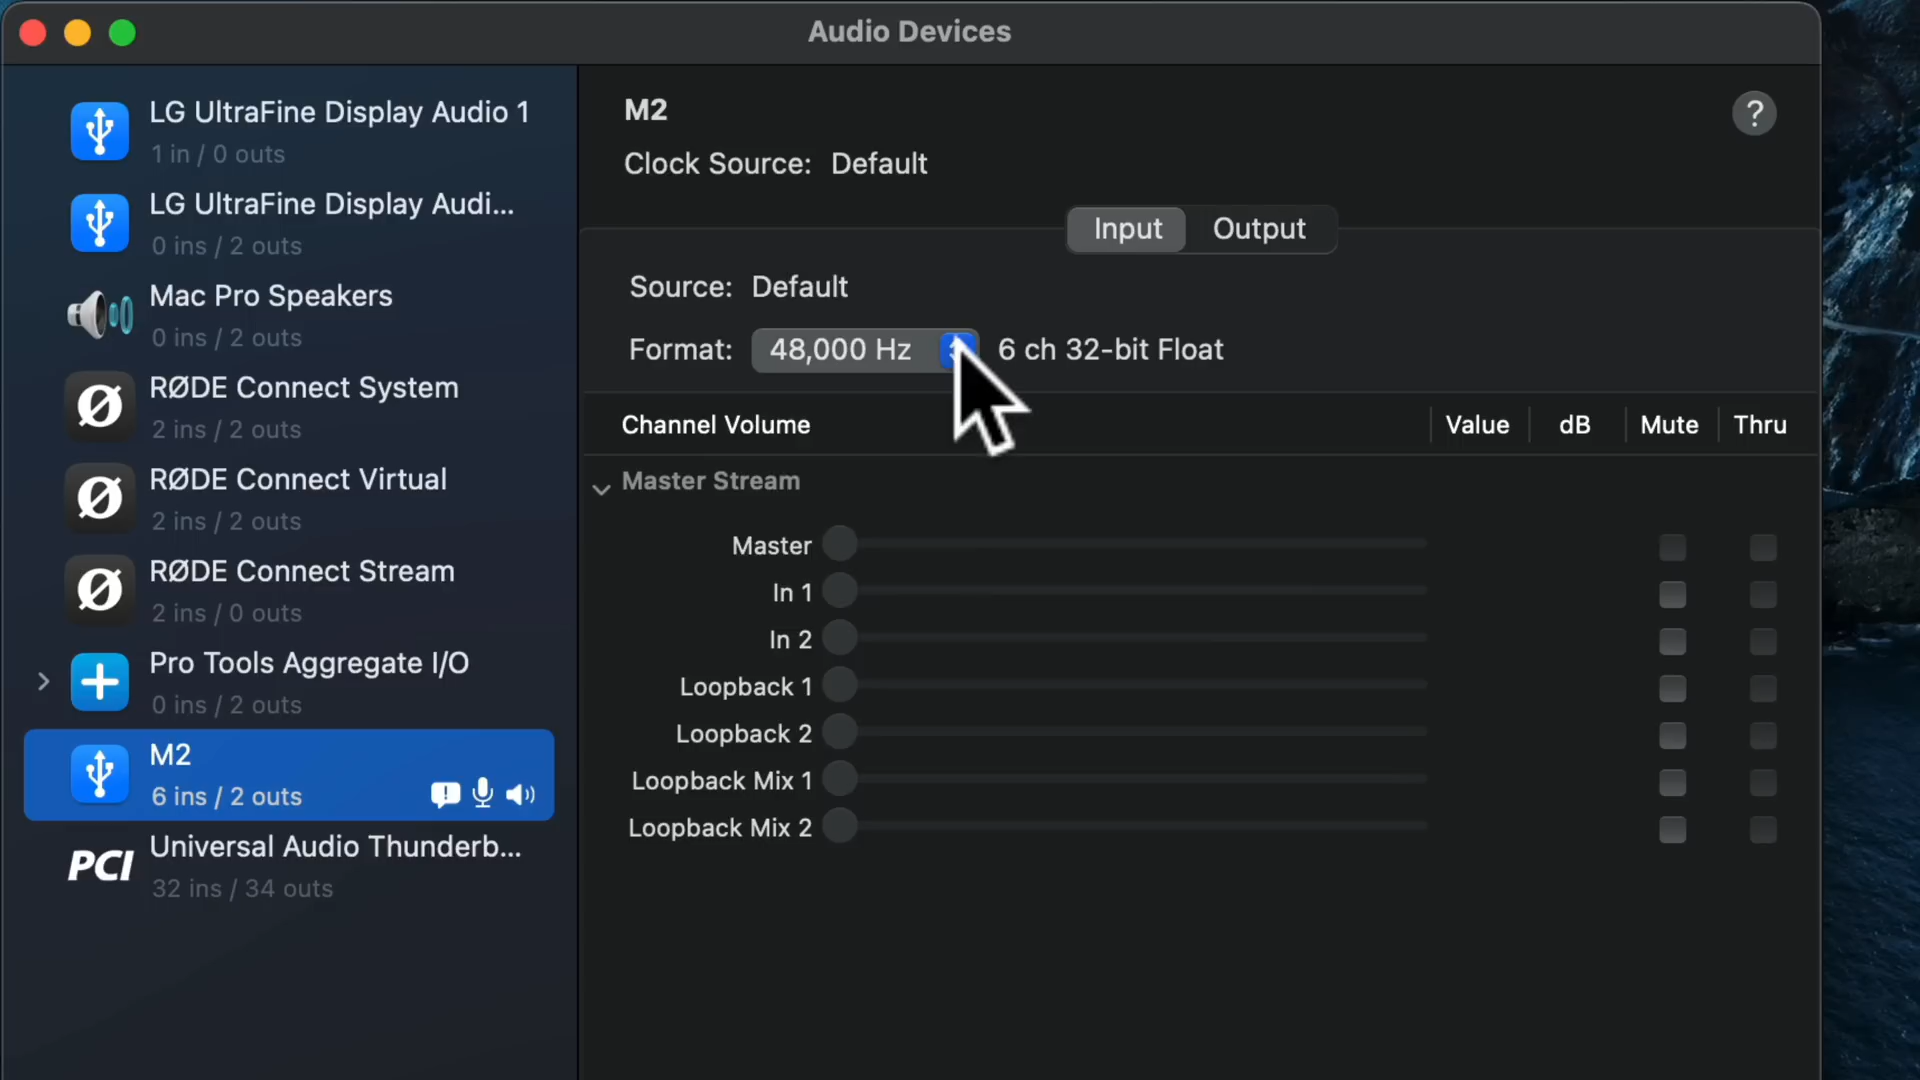 Audio Devices
LG UltraFine Display Audio 1
1 in / 0 outs
LG UltraFine Display Audi...
0 ins / 2 outs
Mac Pro Speakers
0 ins / 2 outs
RØDE Connect System
2 ins / 2 outs
RØDE Connect Virtual
2 ins / 2 outs
RØDE Connect Stream
2 ins / 0 outs
Pro Tools Aggregate I/O
0 ins / 2 outs
M2
6 ins / 2 outs
PCI
Universal Audio Thunderb...
32 ins / 34 outs
M2
?
Clock Source: Default
Input Output
Source: Default
Format: 48,000 Hz 6 ch 32-bit Float
Channel Volume Value dB Mute Thru
Master Stream
Master
In 1
In 2
Loopback 1
Loopback 2
Loopback Mix 1
Loopback Mix 2